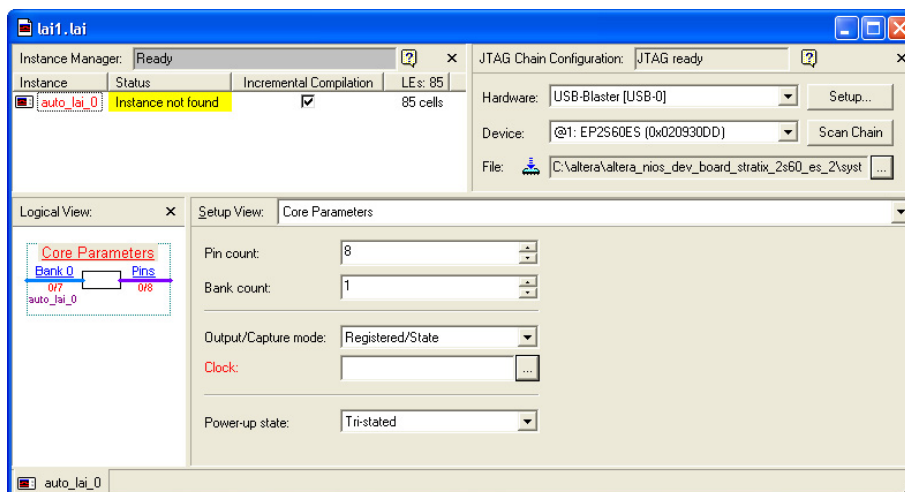 lai1.lai
Instance Manager: Ready
Instance Status Incremental Compilation LEs: 85
auto_lai_0 Instance not found 85 cells
JTAG Chain Configuration: JTAG ready
Hardware: USB-Blaster [USB-0] Setup...
Device: @1: EP2S60ES (0x020930DD) Scan Chain
File: C:\altera\altera_nios_dev_board_stratix_2s60_es_2\syst ...
Logical View:
Core Parameters
Bank 0 Pins
0/7 0/8
auto_lai_0
Setup View: Core Parameters
Pin count: 8
Bank count: 1
Output/Capture mode: Registered/State
Clock: ...
Power-up state: Tri-stated
auto_lai_0